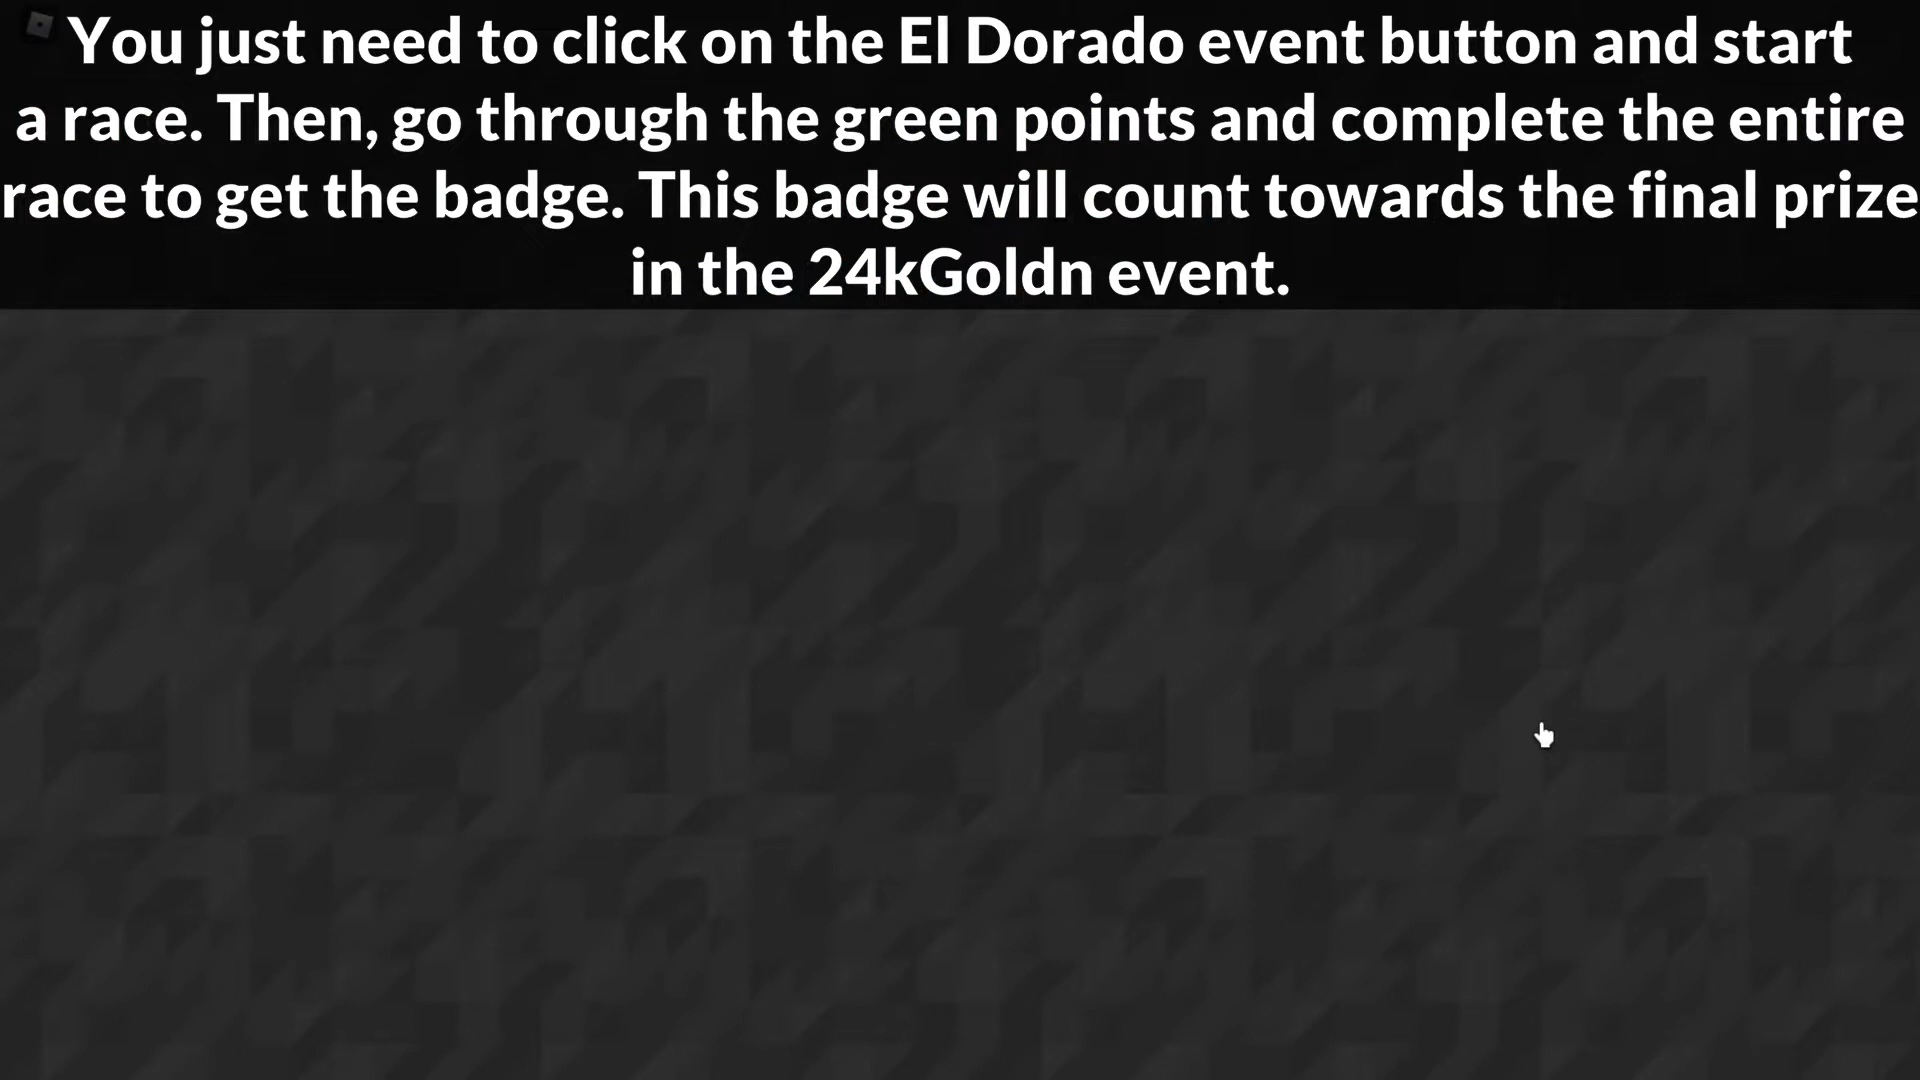 You just need to click on the El Dorado event button and start
a race. Then, go through the green points and complete the entire
race to get the badge. This badge will count towards the final prize
in the 24kGoldn event.